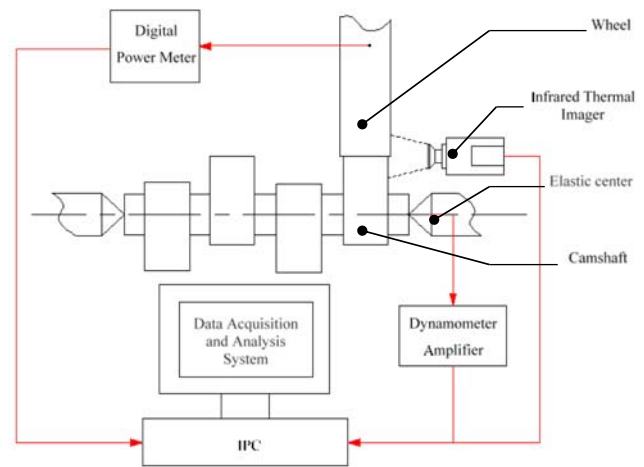 Digital
Power Meter
Wheel
Infrared Thermal
Imager
Elastic center
Camshaft
Data Acquisition
and Analysis
System
Dynamometer
Amplifier
IPC